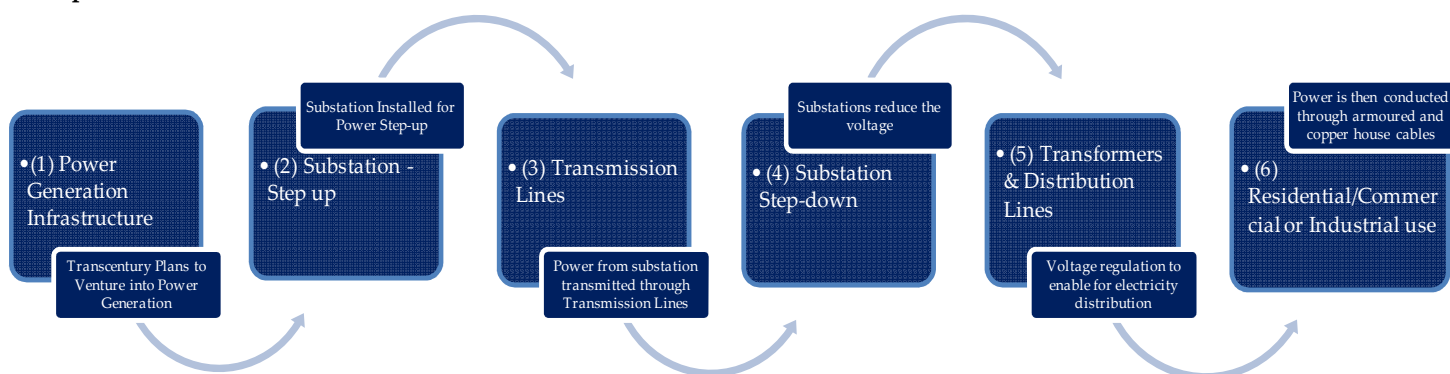 • (1) Power
Generation
Infrastructure
Transcentury Plans to
Venture into Power
Generation
Substation Installed for
Power Step-up
• (2) Substation -
Step up
• (3) Transmission
Lines
Power from substation
transmitted through
Transmission Lines
Substations reduce the
voltage
• (4) Substation
Step-down
• (5) Transformers
& Distribution
Lines
Voltage regulation to
enable for electricity
distribution
Power is then conducted
through armoured and
copper house cables
• (6)
Residential/Commer
cial or Industrial use